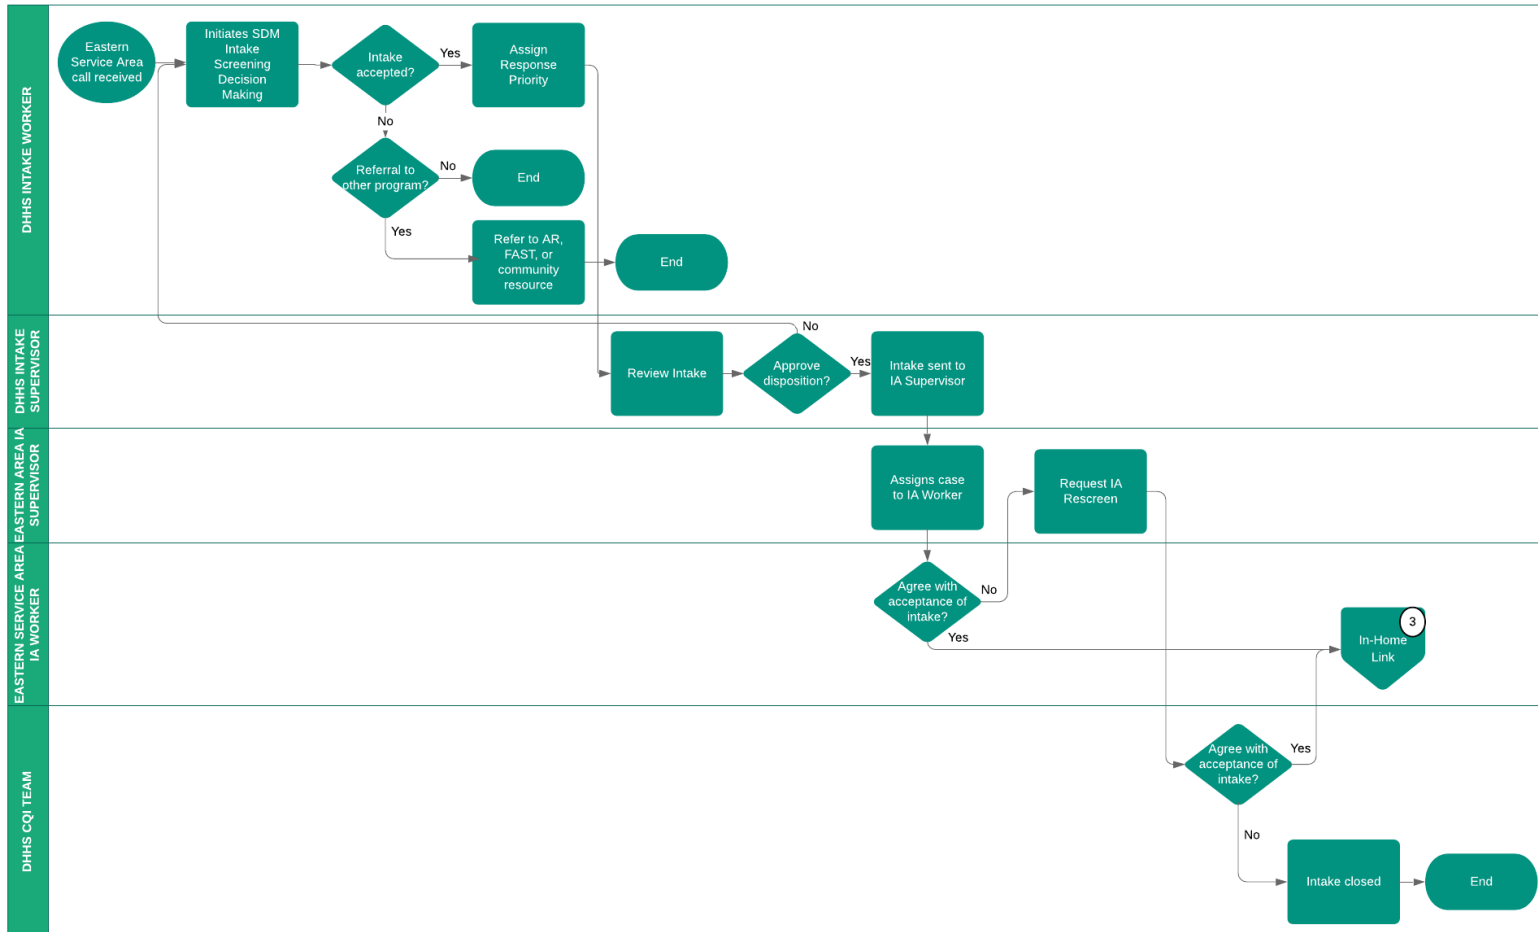 DHHS INTAKE WORKER
Eastern
Service Area
call received
Initiates SDM
Intake
Screening
Decision
Making
Intake
accepted?
Yes
Assign
Response
Priority
No
Referral to
other program?
No
End
Yes
Refer to AR,
FAST, or
community
resource
End
DHHS INTAKE
SUPERVISOR
Review Intake
No
Approve
disposition?
Yes
Intake sent to
IA Supervisor
EASTERN AREA IA
SUPERVISOR
Assigns case
to IA Worker
Request IA
Rescreen
EASTERN SERVICE AREA
IA WORKER
Agree with
acceptance of
intake?
No
Yes
3
In-Home
Link
DHHS CQI TEAM
Agree with
acceptance of
intake?
Yes
No
Intake closed
End